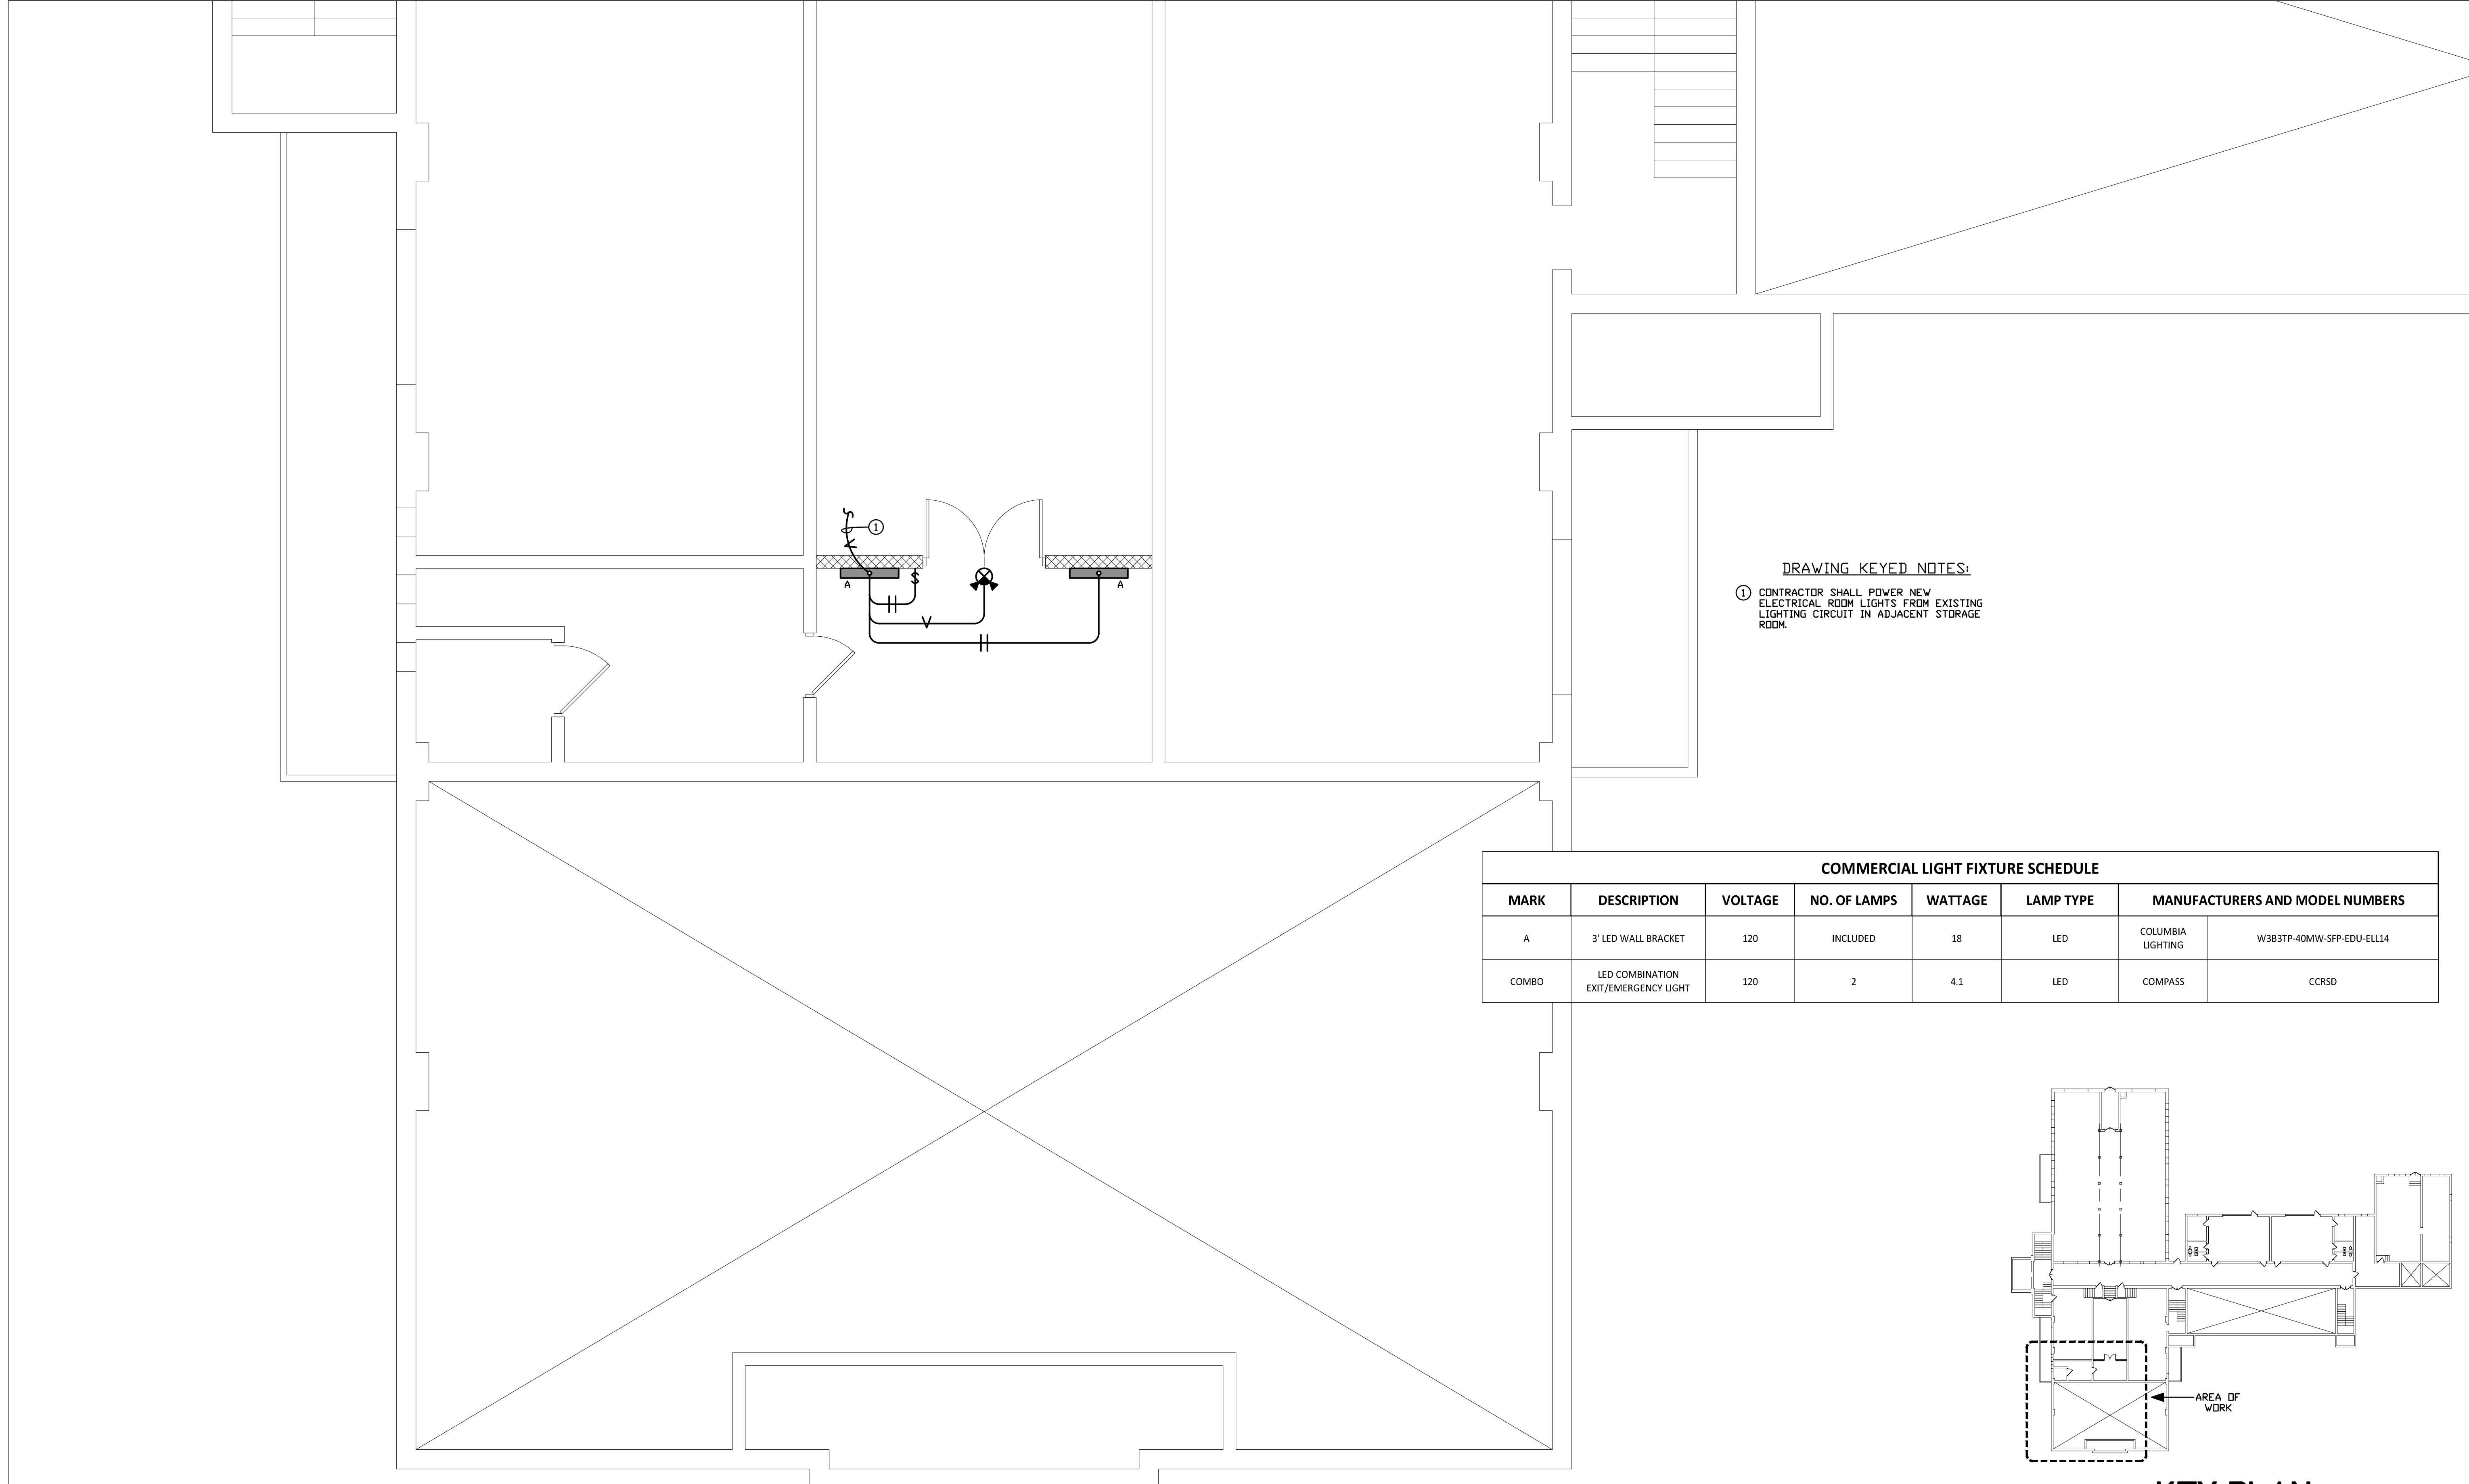 1
$
A
A
DRAWING KEYED NOTES:
1 CONTRACTOR SHALL POWER NEW
ELECTRICAL ROOM LIGHTS FROM EXISTING
LIGHTING CIRCUIT IN ADJACENT STORAGE
ROOM.
COMMERCIAL LIGHT FIXTURE SCHEDULE
MARK DESCRIPTION VOLTAGE NO. OF LAMPS WATTAGE LAMP TYPE MANUFACTURERS AND MODEL NUMBERS
A 3' LED WALL BRACKET 120 INCLUDED 18 LED COLUMBIA LIGHTING W3B3TP-40MW-SFP-EDU-ELL14
COMBO LED COMBINATION EXIT/EMERGENCY LIGHT 120 2 4.1 LED COMPASS CCRSD
AREA OF
WORK
KEY PLAN